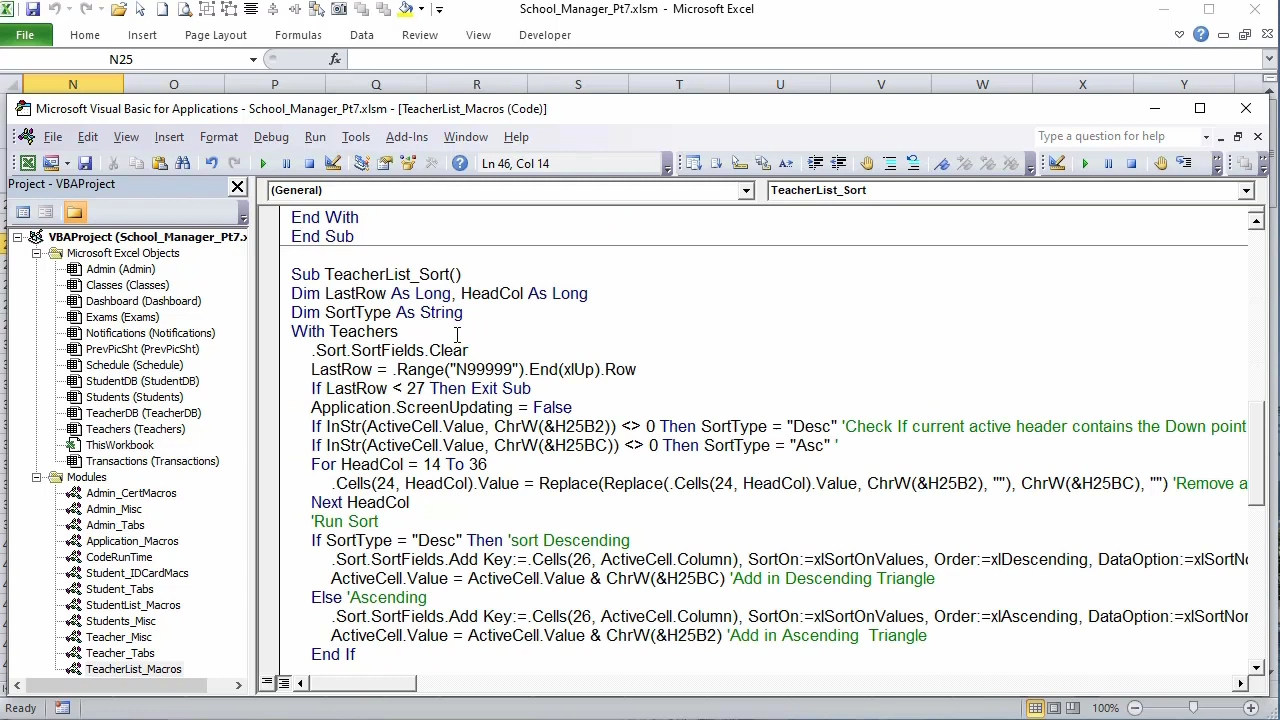 School_Manager_Pt7.xlsm - Microsoft Excel
File Home Insert Page Layout Formulas Data Review View Developer
N25 fx
N O P Q R S T U V W X Y
Microsoft Visual Basic for Applications - School_Manager_Pt7.xlsm - [TeacherList_Macros (Code)]
File Edit View Insert Format Debug Run Tools Add-Ins Window Help Type a question for help
Ln 46, Col 14
Project - VBAProject
(General) TeacherList_Sort
VBAProject (School_Manager_Pt7.x
Microsoft Excel Objects
Admin (Admin)
Classes (Classes)
Dashboard (Dashboard)
Exams (Exams)
Notifications (Notifications)
PrevPicSht (PrevPicSht)
Schedule (Schedule)
StudentDB (StudentDB)
Students (Students)
TeacherDB (TeacherDB)
Teachers (Teachers)
ThisWorkbook
Transactions (Transactions)
Modules
Admin_CertMacros
Admin_Misc
Admin_Tabs
Application_Macros
CodeRunTime
Student_IDCardMacs
Student_Tabs
StudentList_Macros
Students_Misc
Teacher_Misc
Teacher_Tabs
TeacherList_Macros
End With
End Sub
Sub TeacherList_Sort()
Dim LastRow As Long, HeadCol As Long
Dim SortType As String
With Teachers
.Sort.SortFields.Clear
LastRow = .Range("N99999").End(xlUp).Row
If LastRow < 27 Then Exit Sub
Application.ScreenUpdating = False
If InStr(ActiveCell.Value, ChrW(&H25B2)) <> 0 Then SortType = "Desc" 'Check If current active header contains the Down point
If InStr(ActiveCell.Value, ChrW(&H25BC)) <> 0 Then SortType = "Asc" '
For HeadCol = 14 To 36
.Cells(24, HeadCol).Value = Replace(Replace(.Cells(24, HeadCol).Value, ChrW(&H25B2), ""), ChrW(&H25BC), "") 'Remove a
Next HeadCol
'Run Sort
If SortType = "Desc" Then 'sort Descending
.Sort.SortFields.Add Key:=.Cells(26, ActiveCell.Column), SortOn:=xlSortOnValues, Order:=xlDescending, DataOption:=xlSortNo
ActiveCell.Value = ActiveCell.Value & ChrW(&H25BC) 'Add in Descending Triangle
Else 'Ascending
.Sort.SortFields.Add Key:=.Cells(26, ActiveCell.Column), SortOn:=xlSortOnValues, Order:=xlAscending, DataOption:=xlSortNor
ActiveCell.Value = ActiveCell.Value & ChrW(&H25B2) 'Add in Ascending  Triangle
End If
Ready 100%